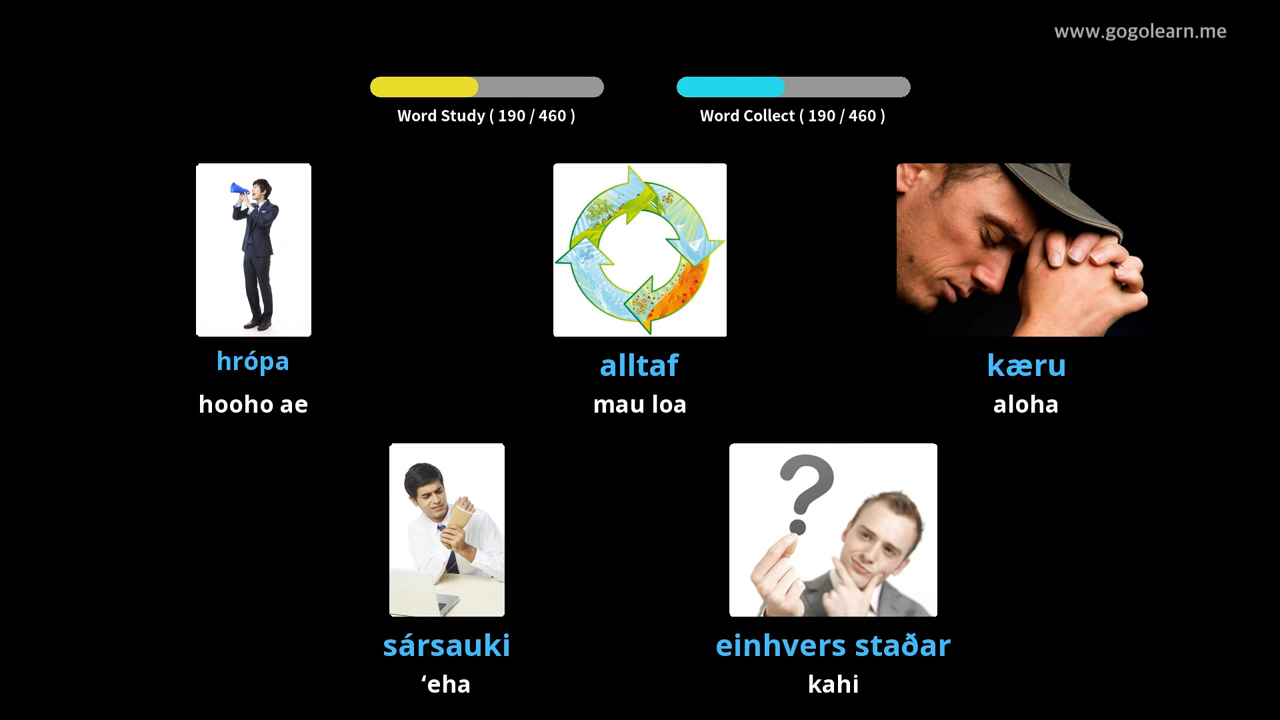 www.gogolearn.me
Word Study ( 190 / 460 )
Word Collect ( 190 / 460 )
hrópa
hooho ae
alltaf
mau loa
kæru
aloha
sársauki
ʻeha
einhvers staðar
kahi